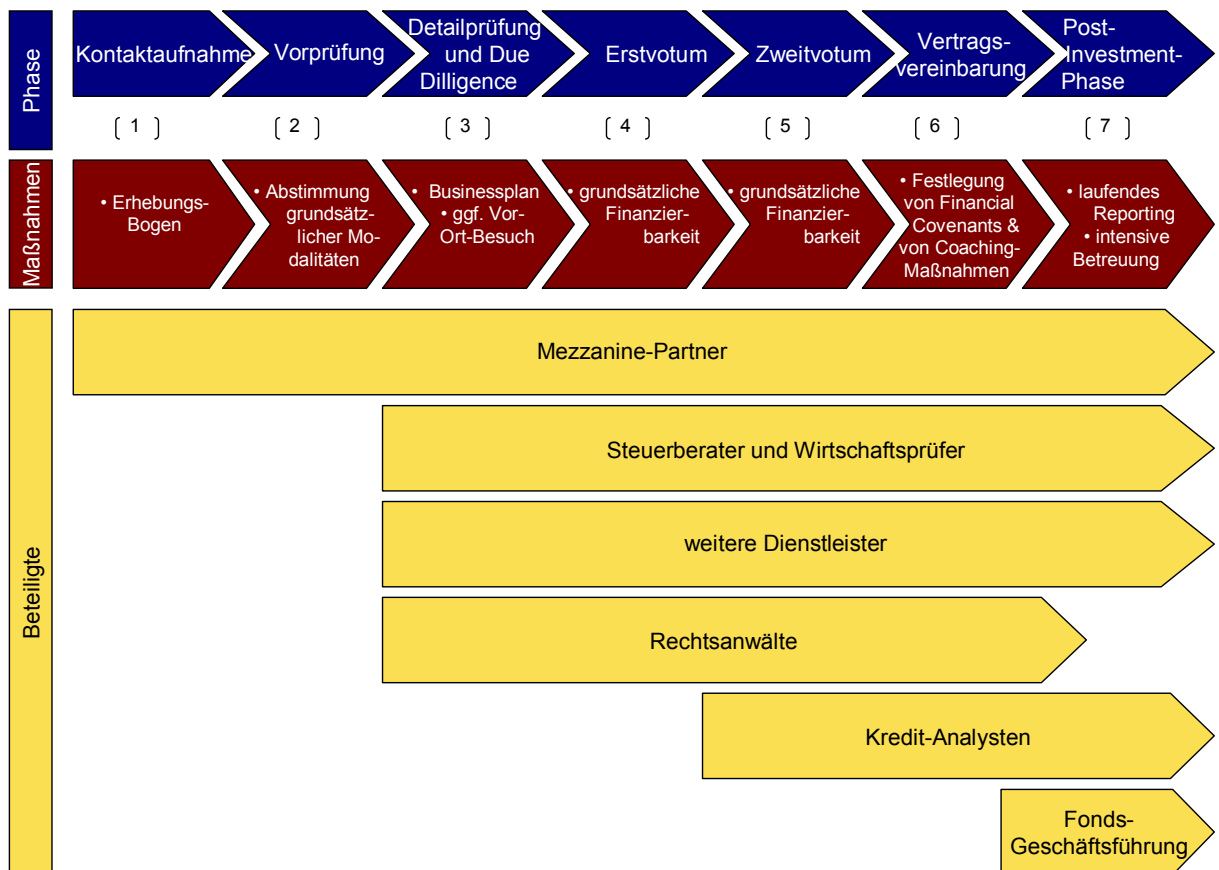 Phase
Kontaktaufnahme
Vorprüfung
Detailprüfung
und Due
Dilligence
Erstvotum
Zweitvotum
Vertrags-
vereinbarung
Post-
Investment-
Phase
( 1 )
( 2 )
( 3 )
( 4 )
( 5 )
( 6 )
( 7 )
Maßnahmen
• Erhebungs-
Bogen
• Abstimmung
grundsätz-
licher Mo-
dalitäten
• Businessplan
• ggf. Vor-
Ort-Besuch
• grundsätzliche
Finanzier-
barkeit
• grundsätzliche
Finanzier-
barkeit
• Festlegung
von Financial
Covenants &
von Coaching-
Maßnahmen
• laufendes
Reporting
• intensive
Betreuung
Beteiligte
Mezzanine-Partner
Steuerberater und Wirtschaftsprüfer
weitere Dienstleister
Rechtsanwälte
Kredit-Analysten
Fonds-
Geschäftsführung